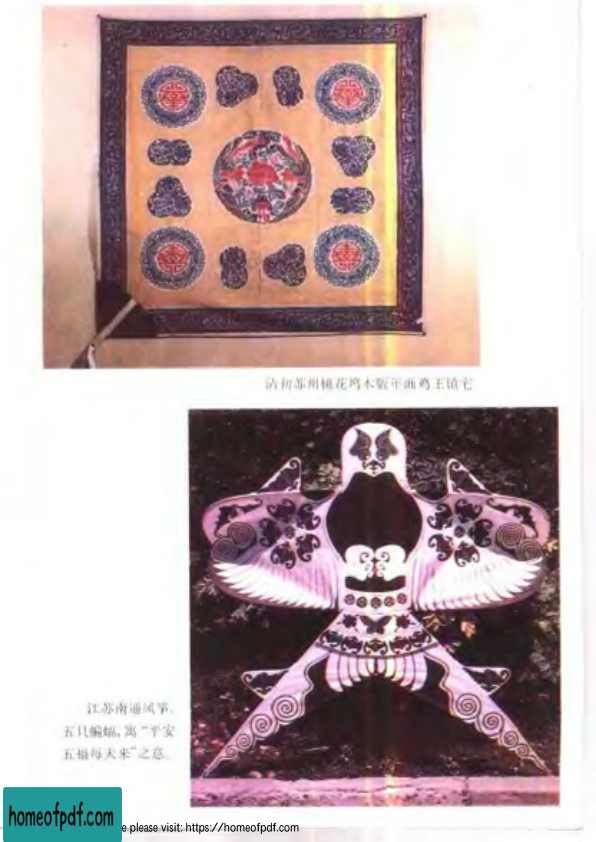 清初苏州桃花坞木版年画鸡王镇宅
江苏南通风筝。
五只蝙蝠，寓“平安
五福每天来”之意。
homeofpdf.com
e please visit: https://homeofpdf.com